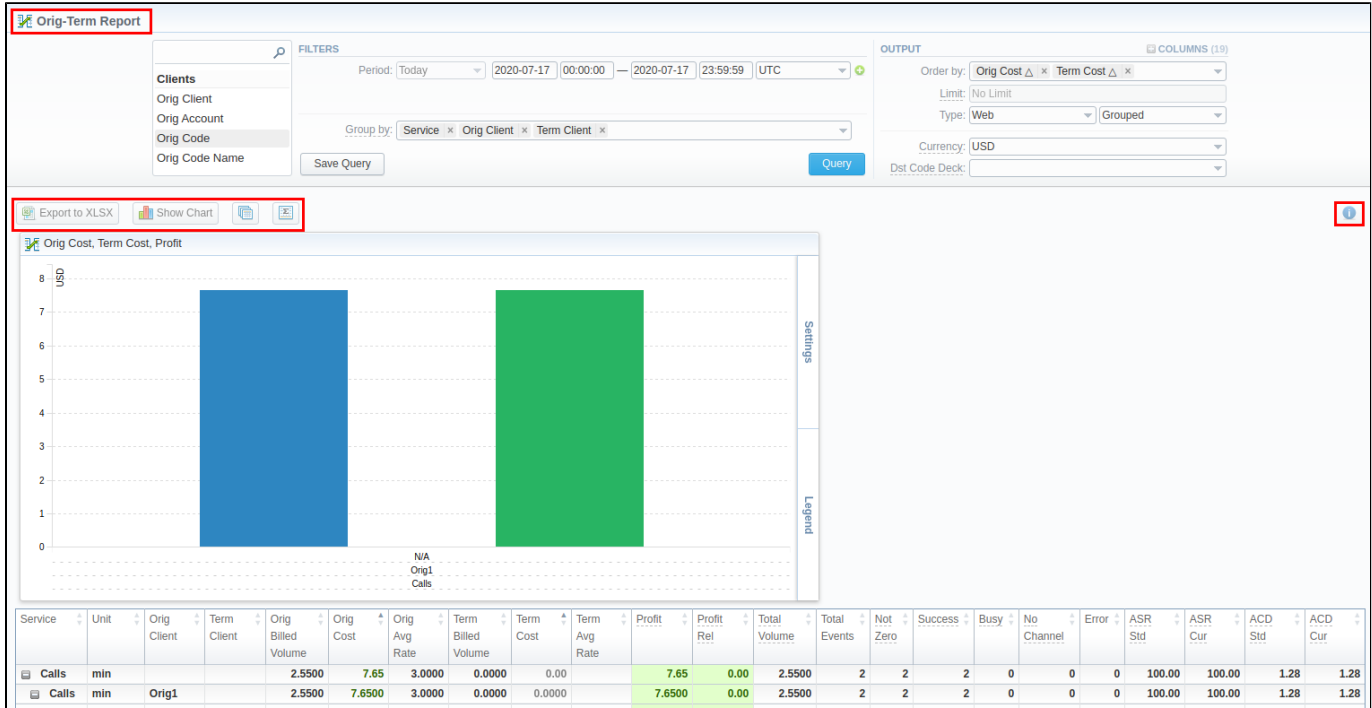 Orig-Term Report
Clients
Orig Client
Orig Account
Orig Code
Orig Code Name
FILTERS
Period: Today 2020-07-17 00:00:00 — 2020-07-17 23:59:59 UTC
Group by: Service × Orig Client × Term Client ×
Save Query Query
OUTPUT COLUMNS (19)
Order by: Orig Cost △ × Term Cost △ ×
Limit: No Limit
Type: Web Grouped
Currency: USD
Dst Code Deck:
Export to XLSX Show Chart
Orig Cost, Term Cost, Profit
USD
8
7
6
5
4
3
2
1
0
N/A
Orig1
Calls
Settings
Legend
Service Unit Orig Term Orig Orig Orig Term Term Term Profit Profit Total Total Not Success Busy No Error ASR ASR ACD ACD
Client Client Billed Cost Avg Billed Cost Avg Rel Volume Events Zero Channel Std Cur Std Cur
Volume Rate Volume Rate
Calls min 2.5500 7.65 3.0000 0.0000 0.00 7.65 0.00 2.5500 2 2 2 0 0 0 100.00 100.00 1.28 1.28
Calls min Orig1 2.5500 7.6500 3.0000 0.0000 0.0000 7.6500 0.00 2.5500 2 2 2 0 0 0 100.00 100.00 1.28 1.28